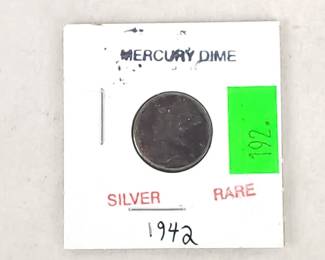 MERCURY DIME
192.
SILVER RARE
1942